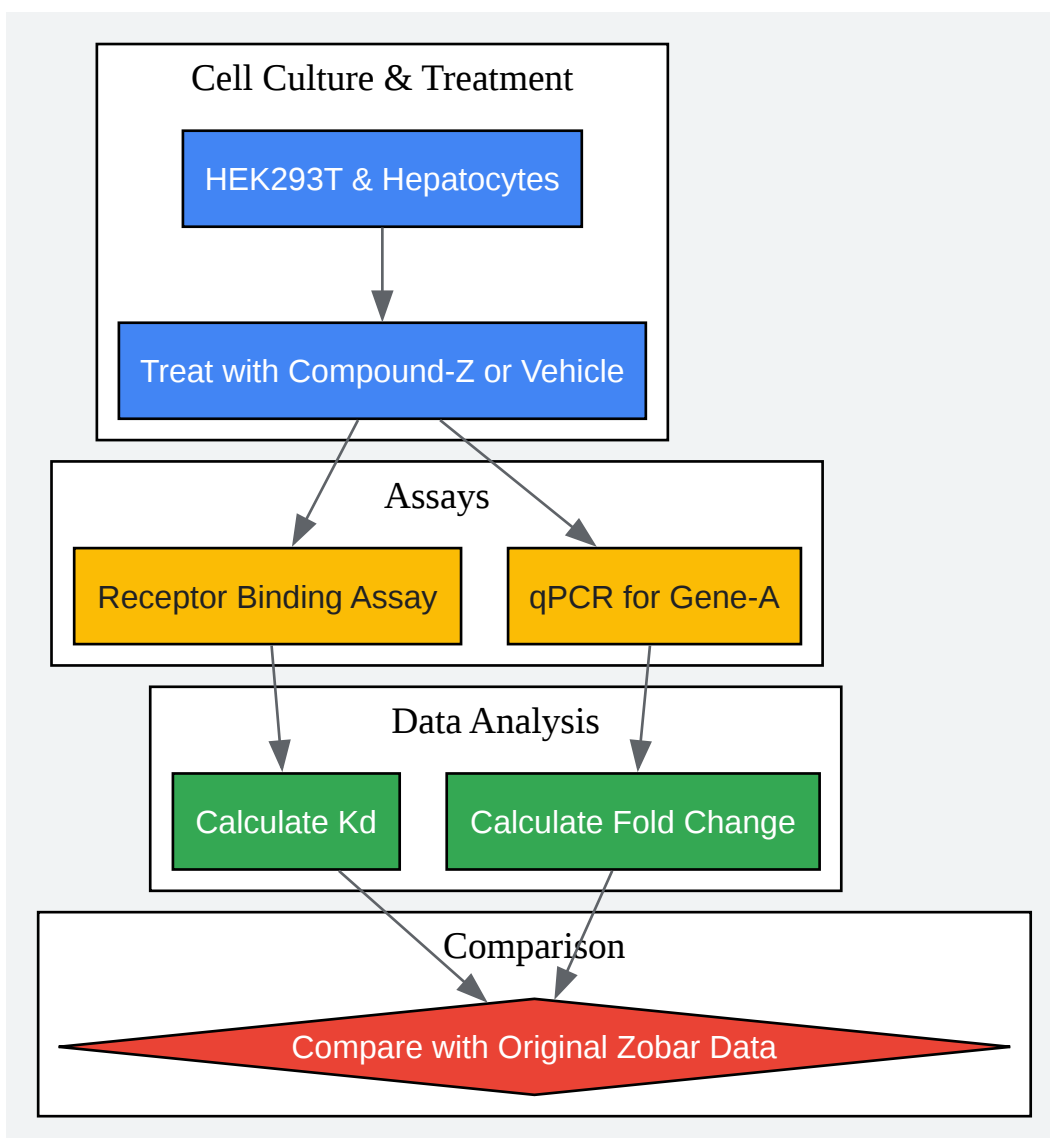 Cell Culture & Treatment
HEK293T & Hepatocytes
Treat with Compound-Z or Vehicle
Assays
Receptor Binding Assay
qPCR for Gene-A
Data Analysis
Calculate Kd
Calculate Fold Change
Comparison
Compare with Original Zobar Data